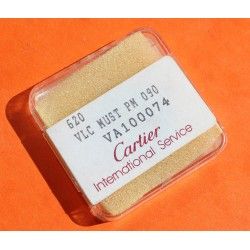 620
VLC MUST PM 090
VA100074
Cartier
International Service